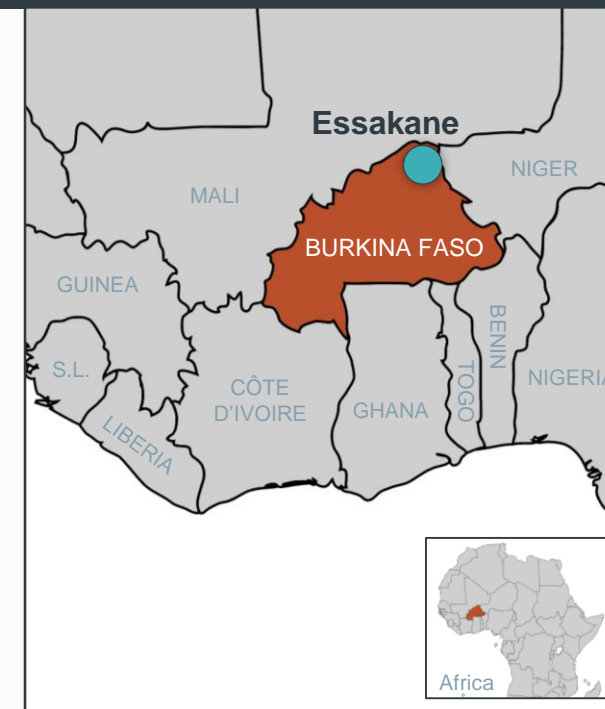 Essakane
NIGER
MALI
BURKINA FASO
GUINEA
BENIN
S.L.
CÔTE
D'IVOIRE
GHANA
TOGO
NIGERIA
LIBERIA
Africa